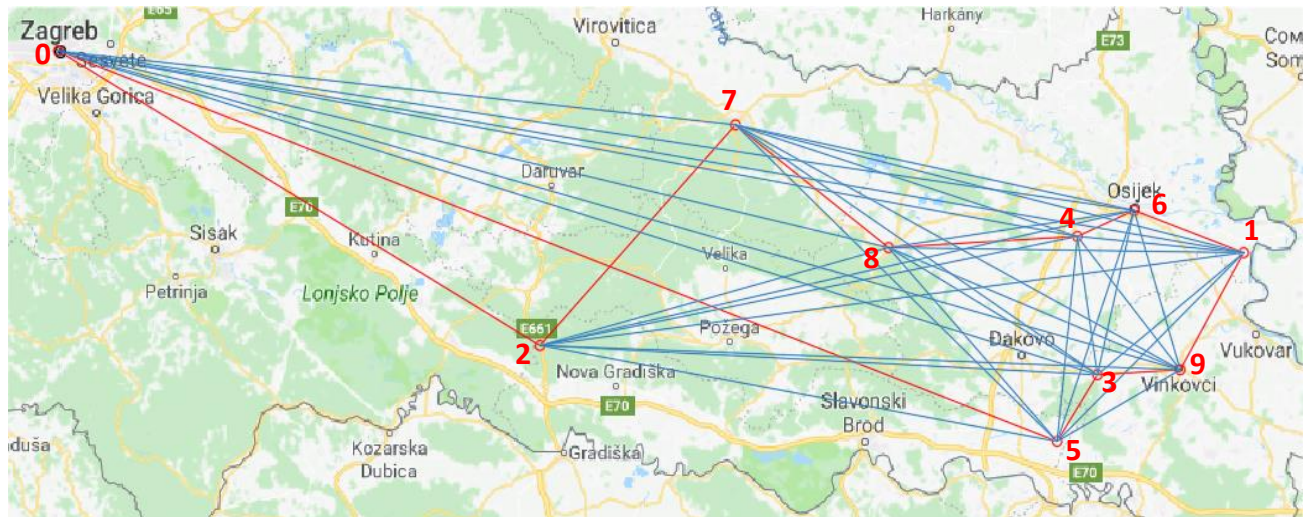 E65
Zagreb
0
Sesvete
Velika Gorica
Virovitica
Harkány
E73
7
Daruvar
E70
Sisak
Kutina
Petrinja
Lonjsko Polje
Velika
8
Osijek
6
4
1
E661
2
Požega
Nova Gradiška
E70
Đakovo
3
9
Vinkovci
Vukovar
Slavonski
Brod
5
E70
Kozarska
Dubica
Gradiška